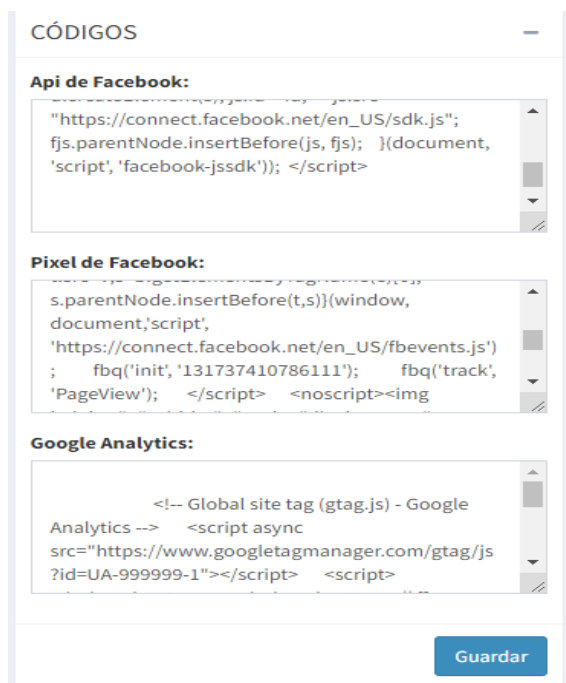 CÓDIGOS
Api de Facebook:
"https://connect.facebook.net/en_US/sdk.js";
fjs.parentNode.insertBefore(js, fjs); }(document,
'script', 'facebook-jssdk')); </script>
Pixel de Facebook:
s.parentNode.insertBefore(t,s)}(window,
document,'script',
'https://connect.facebook.net/en_US/fbevents.js')
; fbq('init', '131737410786111'); fbq('track',
'PageView'); </script> <noscript><img
Google Analytics:
<!-- Global site tag (gtag.js) - Google
Analytics --> <script async
src="https://www.googletagmanager.com/gtag/js
?id=UA-999999-1"></script> <script>
Guardar